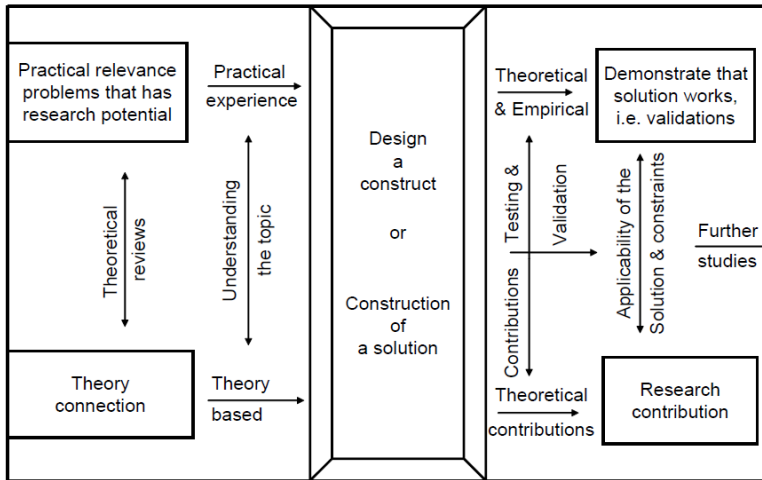 Practical relevance
problems that has
research potential
Practical
experience
Theoretical
reviews
Understanding
the topic
Theory
connection
Theory
based
Design
a
construct
or
Construction
of
a solution
Theoretical
& Empirical
Testing &
Validation
Contributions
Theoretical
contributions
Demonstrate that
solution works,
i.e. validations
Applicability of the
Solution & constraints
Further
studies
Research
contribution